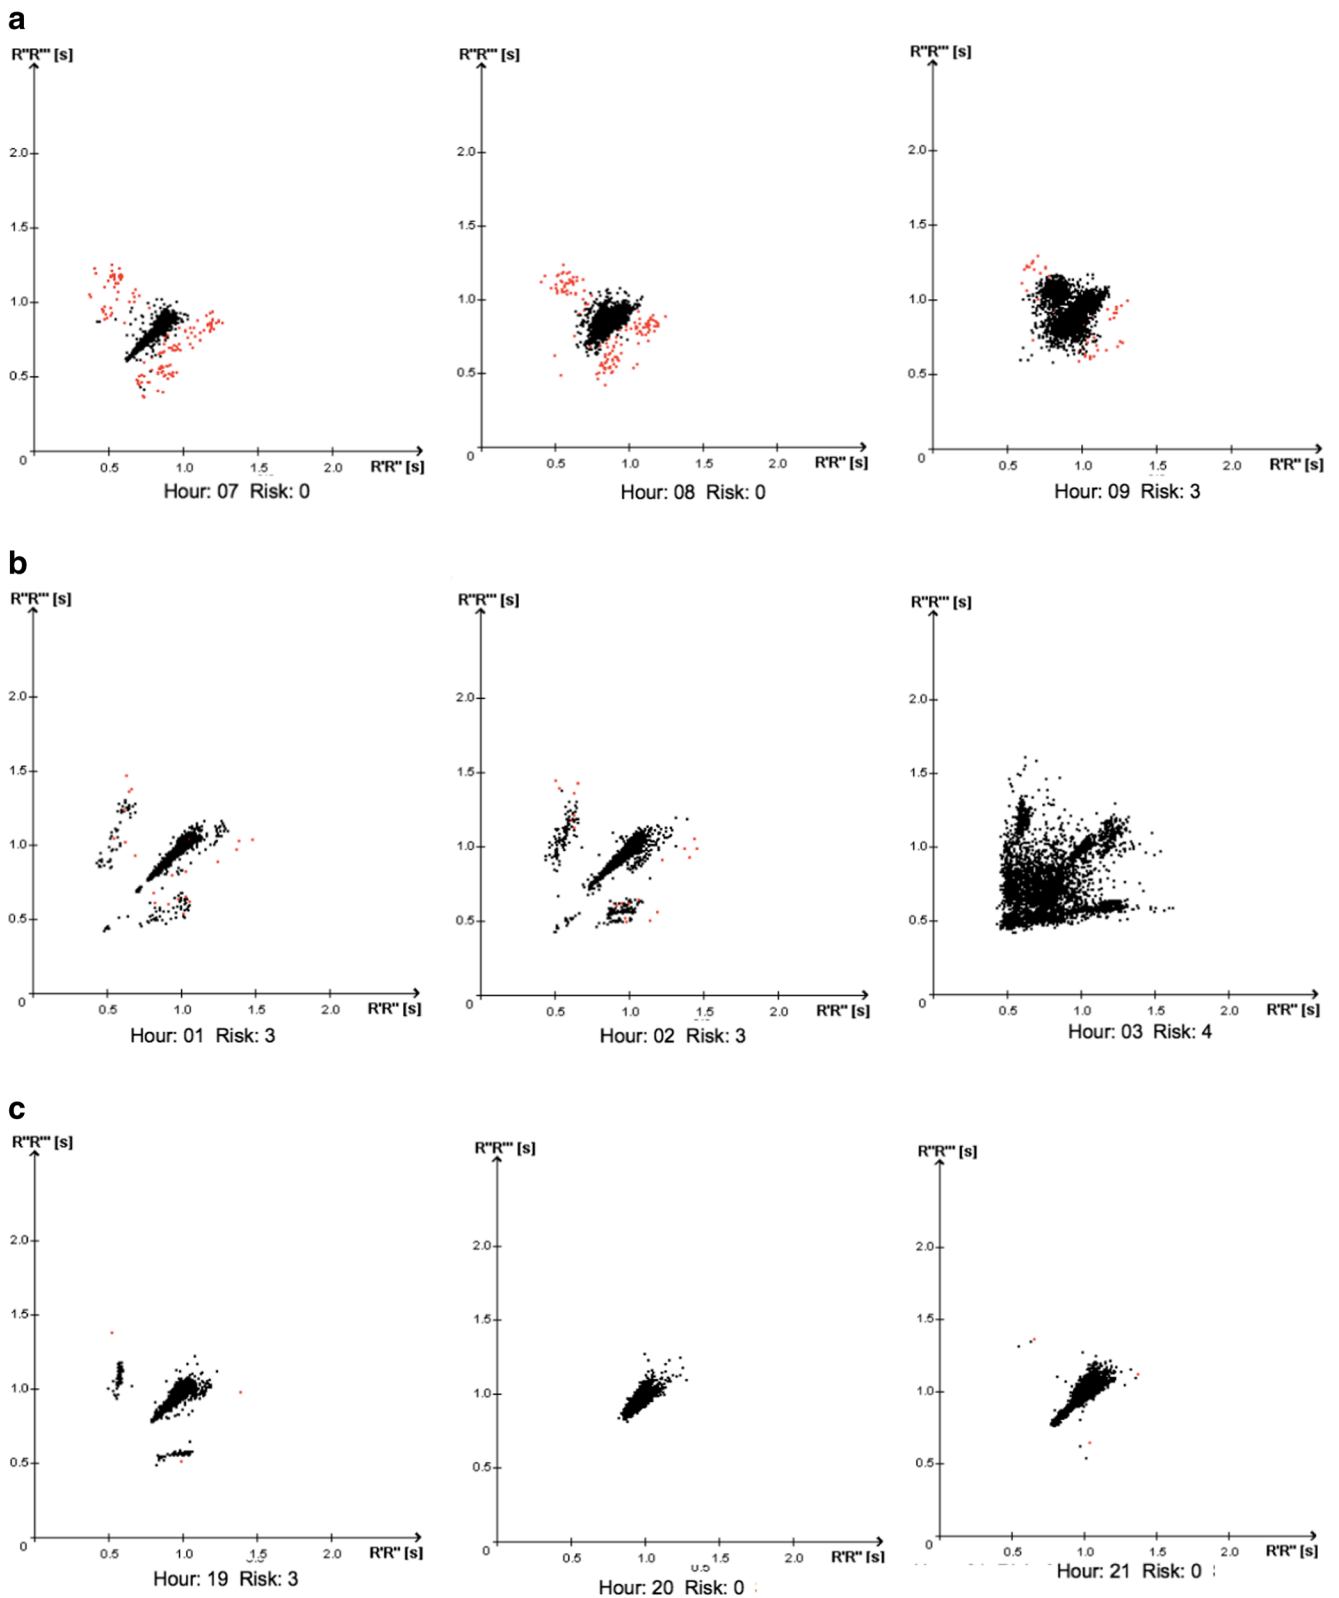 a
R"R"' [s] R"R"' [s] R"R"' [s]
2.0 2.0 2.0
1.5 1.5 1.5
1.0 1.0 1.0
0.5 0.5 0.5
0 0.5 1.0 1.5 2.0 R'R" [s] 0 0.5 1.0 1.5 2.0 R'R" [s] 0 0.5 1.0 1.5 2.0 R'R" [s]
Hour: 07 Risk: 0 Hour: 08 Risk: 0 Hour: 09 Risk: 3
b
R"R"' [s] R"R"' [s] R"R"' [s]
2.0 2.0 2.0
1.5 1.5 1.5
1.0 1.0 1.0
0.5 0.5 0.5
0 0.5 1.0 1.5 2.0 R'R" [s] 0 0.5 1.0 1.5 2.0 R'R" [s] 0 0.5 1.0 1.5 2.0 R'R" [s]
Hour: 01 Risk: 3 Hour: 02 Risk: 3 Hour: 03 Risk: 4
c
R"R"' [s] R"R"' [s] R"R"' [s]
2.0 2.0 2.0
1.5 1.5 1.5
1.0 1.0 1.0
0.5 0.5 0.5
0 0.5 1.0 1.5 2.0 R'R" [s] 0 0.5 1.0 1.5 2.0 R'R" [s] 0 0.5 1.0 1.5 2.0 R'R" [s]
Hour: 19 Risk: 3 Hour: 20 Risk: 0 Hour: 21 Risk: 0